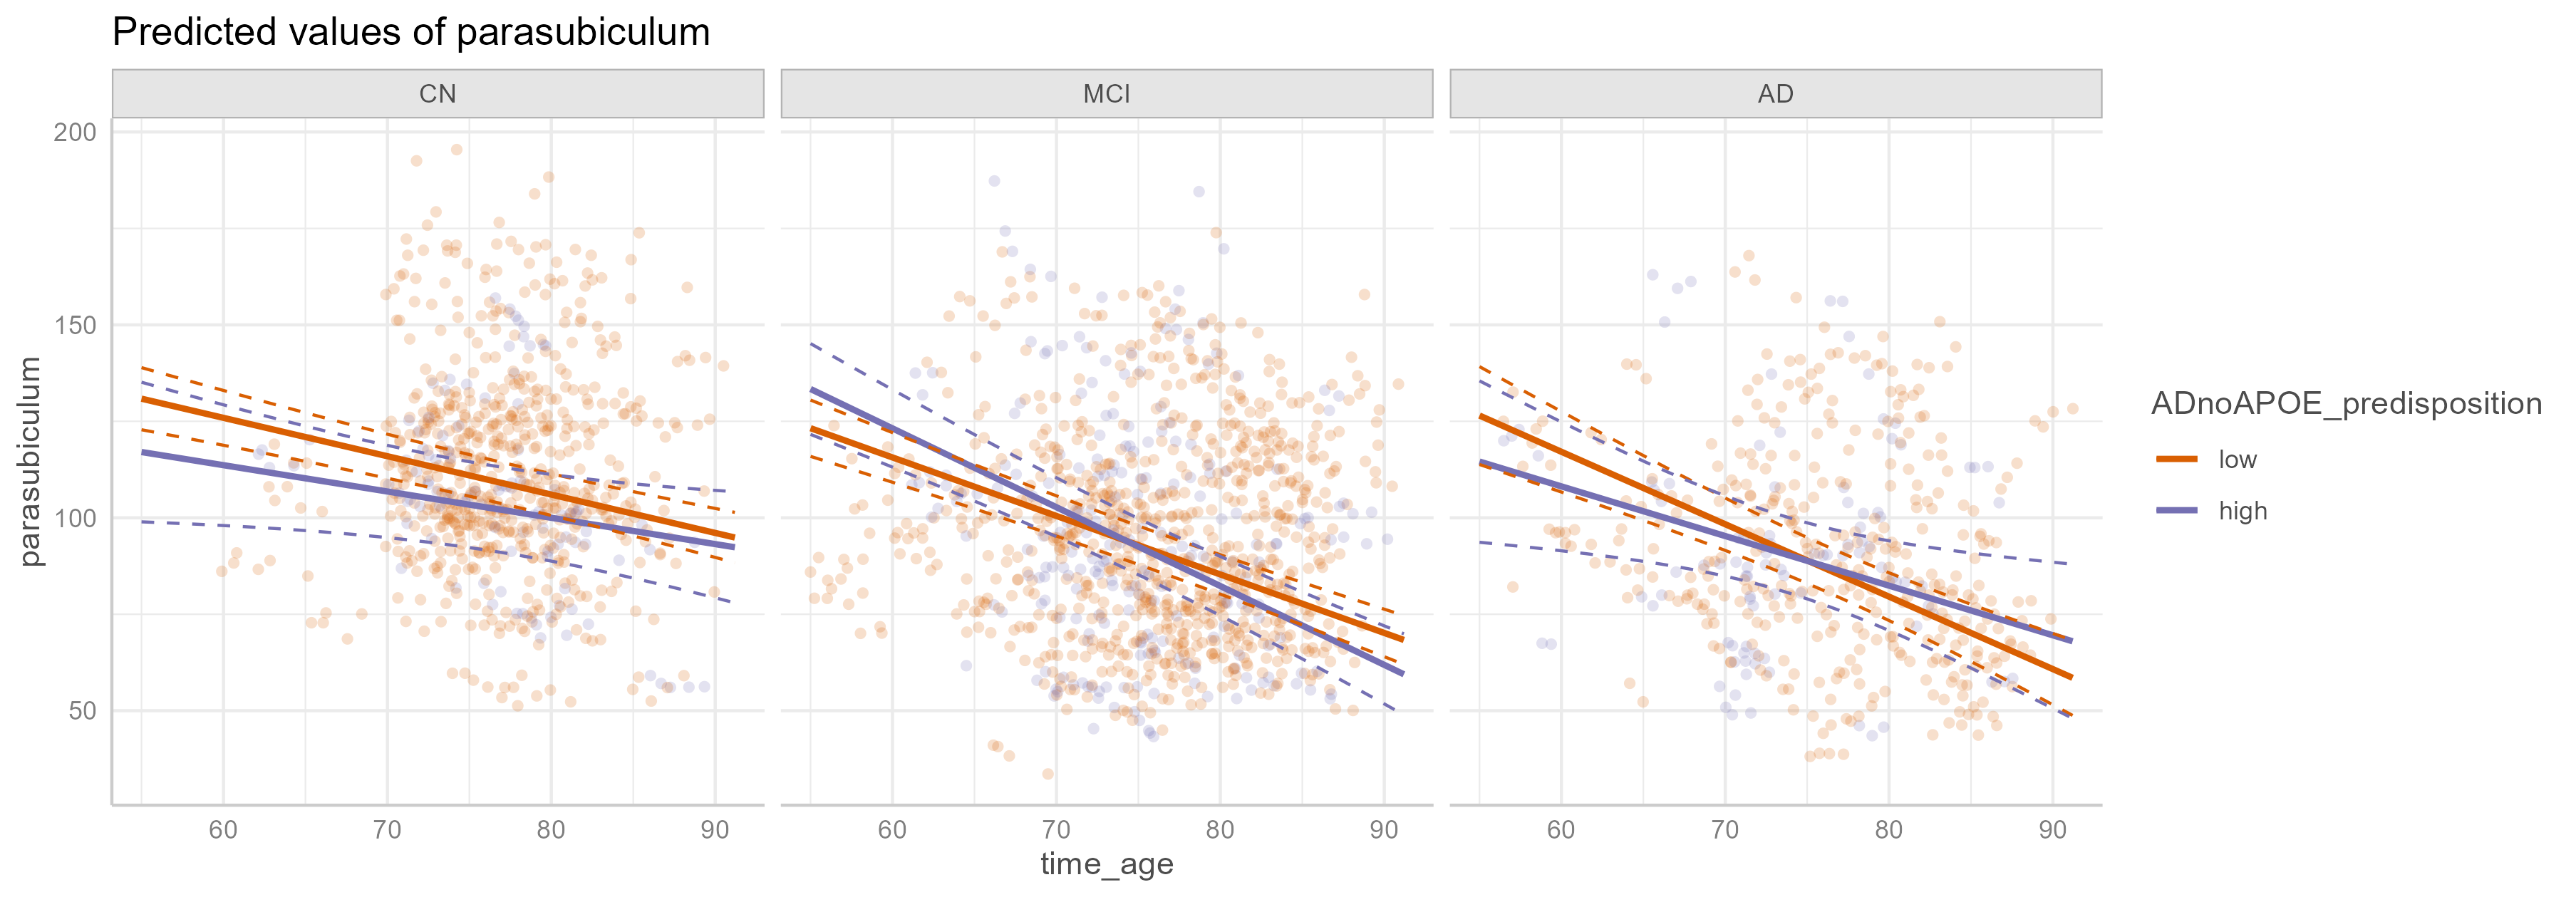 Predicted values of parasubiculum
CN
MCI
AD
200
150
100
50
parasubiculum
60
70
80
90
60
70
80
90
60
70
80
90
time_age
ADnoAPOE_predisposition
low
high